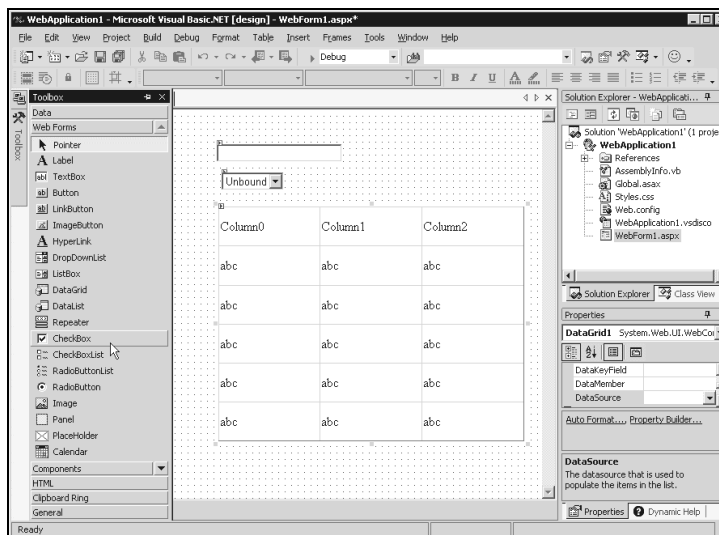 WebApplication1 - Microsoft Visual Basic.NET [design] - WebForm1.aspx*
File Edit View Project Build Debug Format Table Insert Frames Tools Window Help
Debug
B I U A
Toolbox
Toolbox
Data
Web Forms
Pointer
A Label
abl TextBox
ab Button
ab LinkButton
ImageButton
A HyperLink
DropDownList
ListBox
DataGrid
DataList
Repeater
CheckBox
CheckBoxList
RadioButtonList
RadioButton
Image
Panel
PlaceHolder
Calendar
Components
HTML
Clipboard Ring
General
Unbound
Column0 Column1 Column2
abc abc abc
abc abc abc
abc abc abc
abc abc abc
abc abc abc
Solution Explorer - WebApplicati...
Solution 'WebApplication1' (1 proje
WebApplication1
References
AssemblyInfo.vb
Global.asax
Styles.css
Web.config
WebApplication1.vsdisco
WebForm1.aspx
Solution Explorer Class View
Properties
DataGrid1 System.Web.UI.WebCor
DataKeyField
DataMember
DataSource
Auto Format..., Property Builder...
DataSource
The datasource that is used to
populate the items in the list.
Properties Dynamic Help
Ready